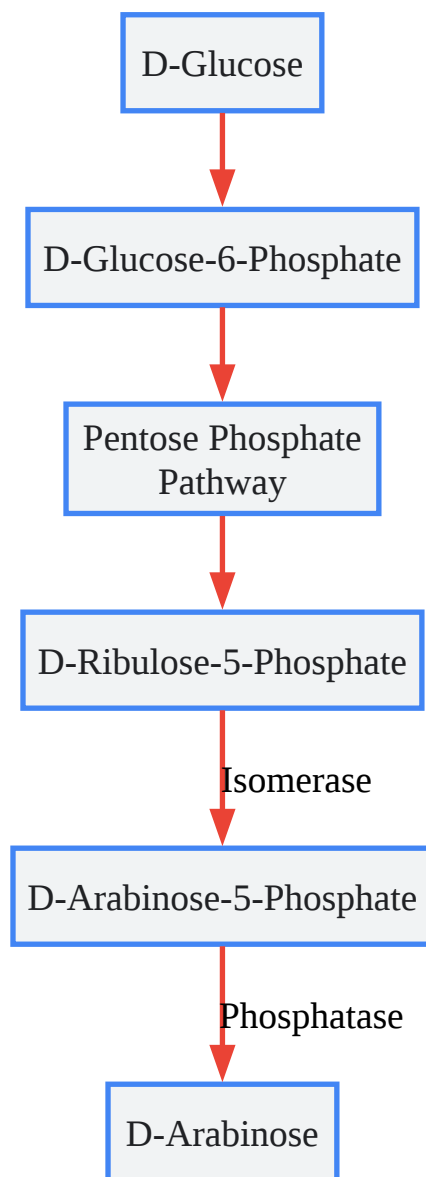 D-Glucose
D-Glucose-6-Phosphate
Pentose Phosphate
Pathway
D-Ribulose-5-Phosphate
Isomerase
D-Arabinose-5-Phosphate
Phosphatase
D-Arabinose